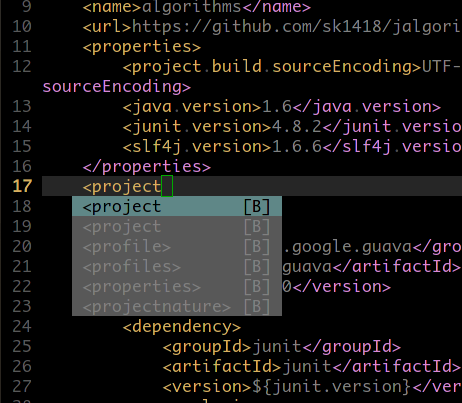 9 <name>algorithms</name>
10 <url>https://github.com/sk1418/jalgori
11 <properties>
12 <project.build.sourceEncoding>UTF-
sourceEncoding>
13 <java.version>1.6</java.version>
14 <junit.version>4.8.2</junit.version>
15 <slf4j.version>1.6.6</slf4j.version>
16 </properties>
17 <project
18 <project [B]
19 <project [B]
20 <profile> [B] .google.guava</gro
21 <profiles> [B] guava</artifactId>
22 <properties> [B] 0</version>
23 <projectnature> [B]
24 <dependency>
25 <groupId>junit</groupId>
26 <artifactId>junit</artifactId>
27 <version>${junit.version}</ver